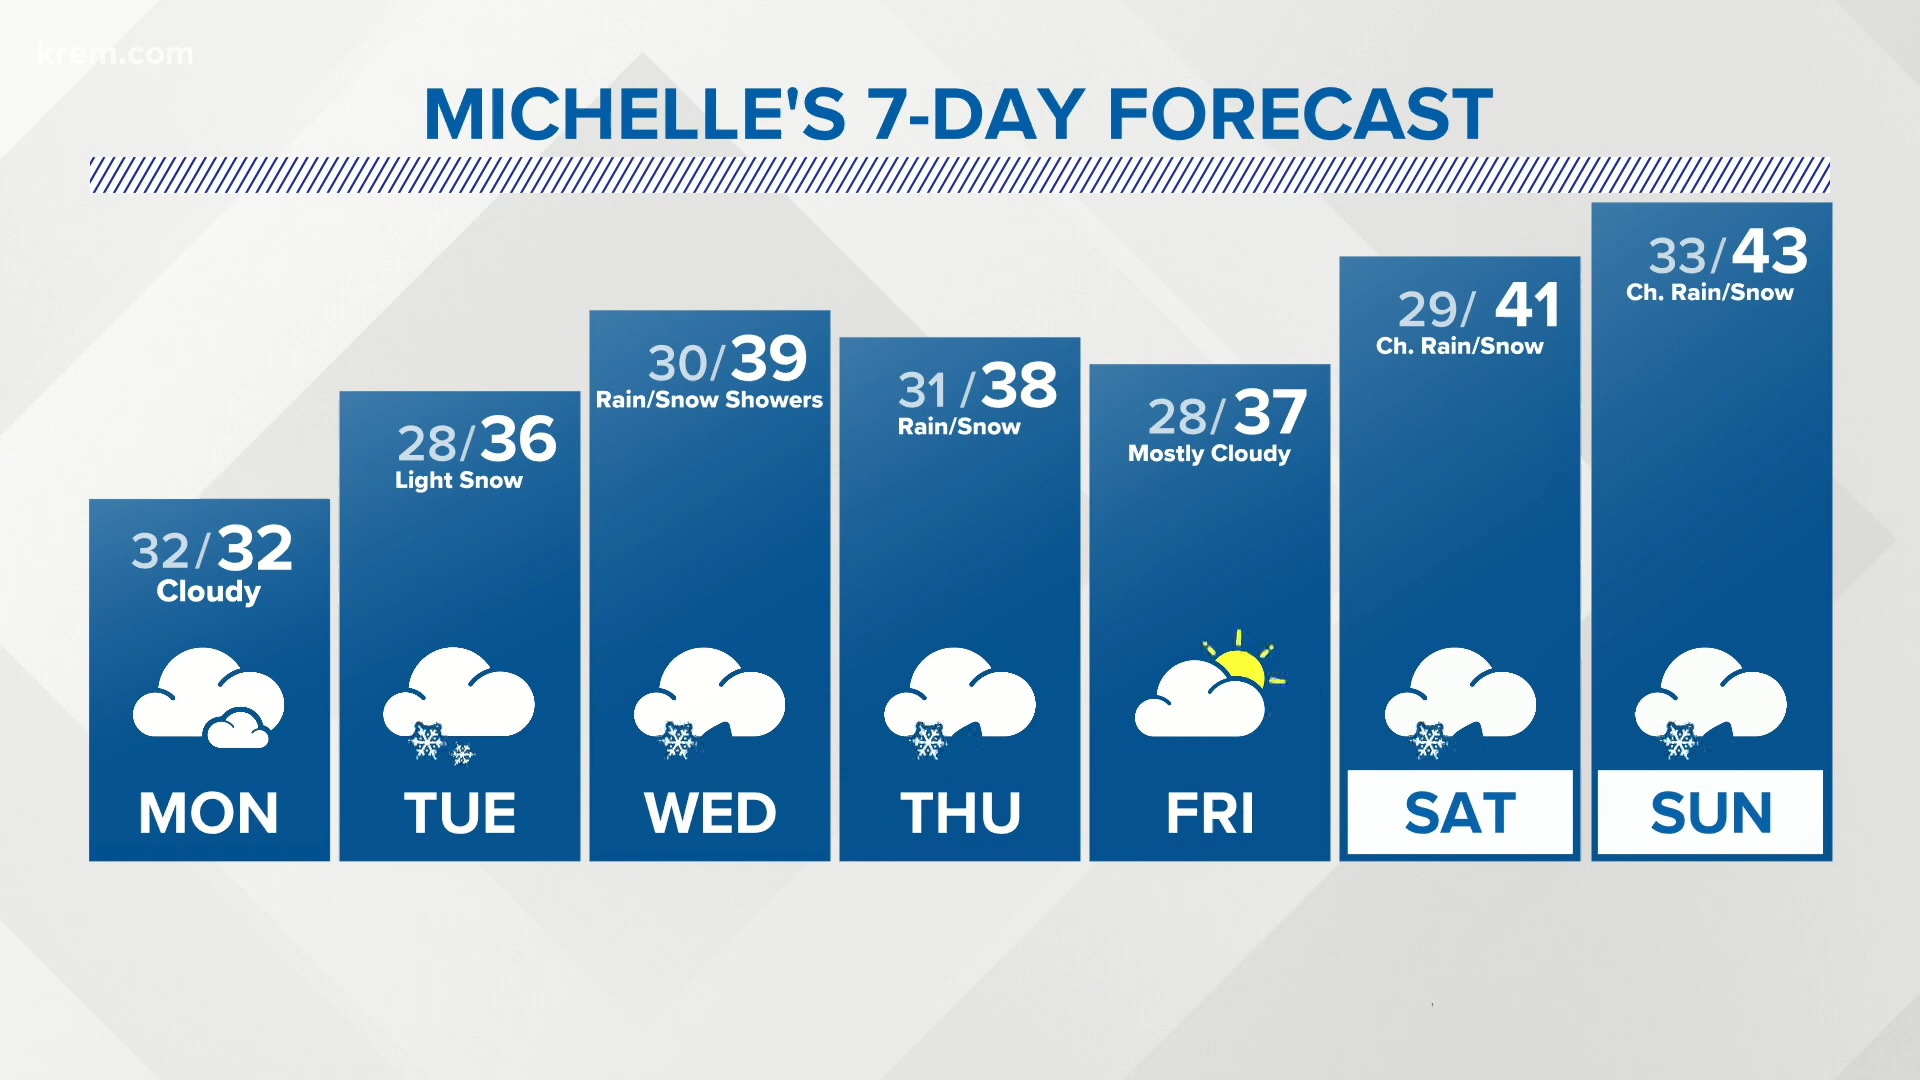 krem.com
MICHELLE'S 7-DAY FORECAST
32/32
Cloudy
MON
28/36
Light Snow
TUE
30/39
Rain/Snow Showers
WED
31/38
Rain/Snow
THU
28/37
Mostly Cloudy
FRI
29/ 41
Ch. Rain/Snow
SAT
33/43
Ch. Rain/Snow
SUN